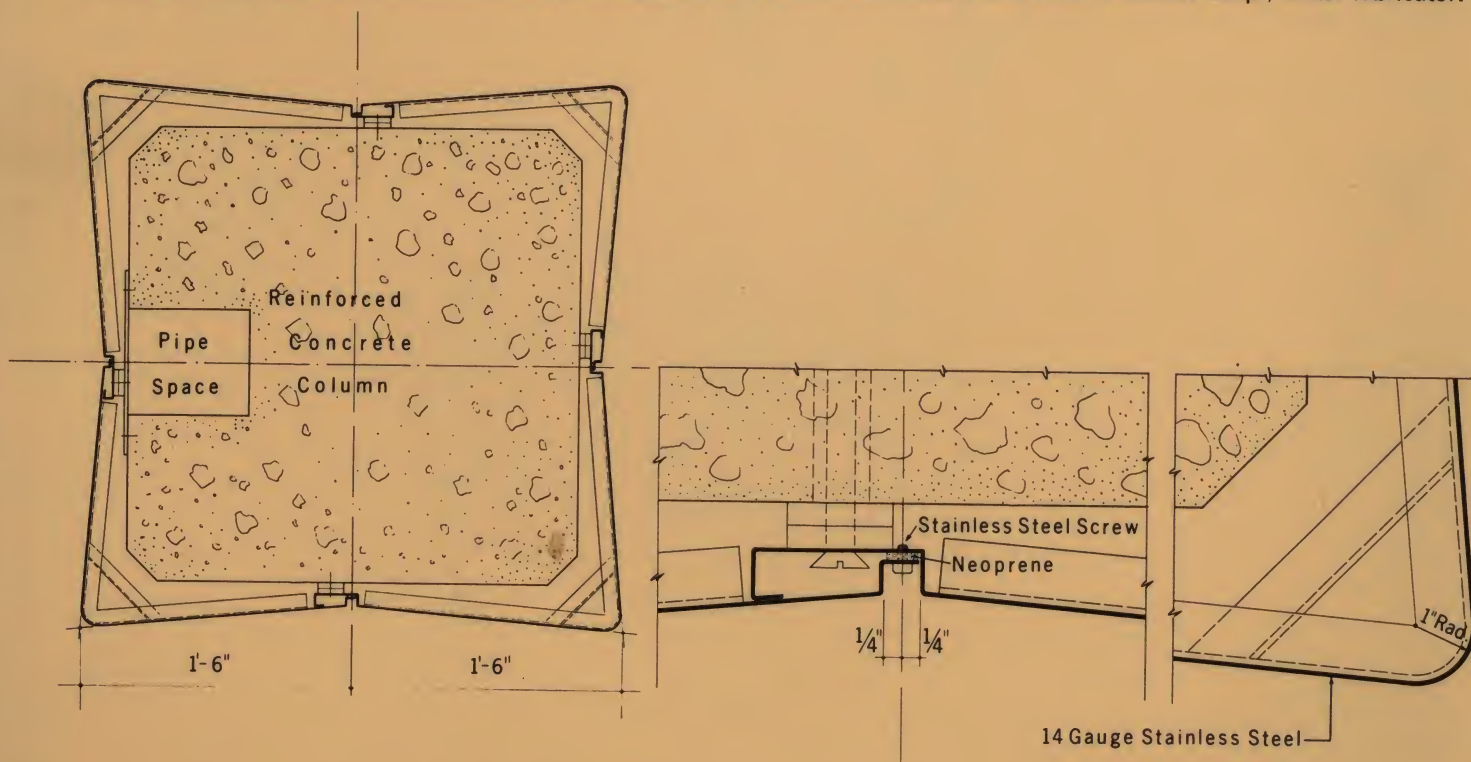 Reinforced
Pipe Concrete
Space Column
1'-6" 1'-6"
Stainless Steel Screw
Neoprene
1/4" 1/4"
1"Rad
14 Gauge Stainless Steel